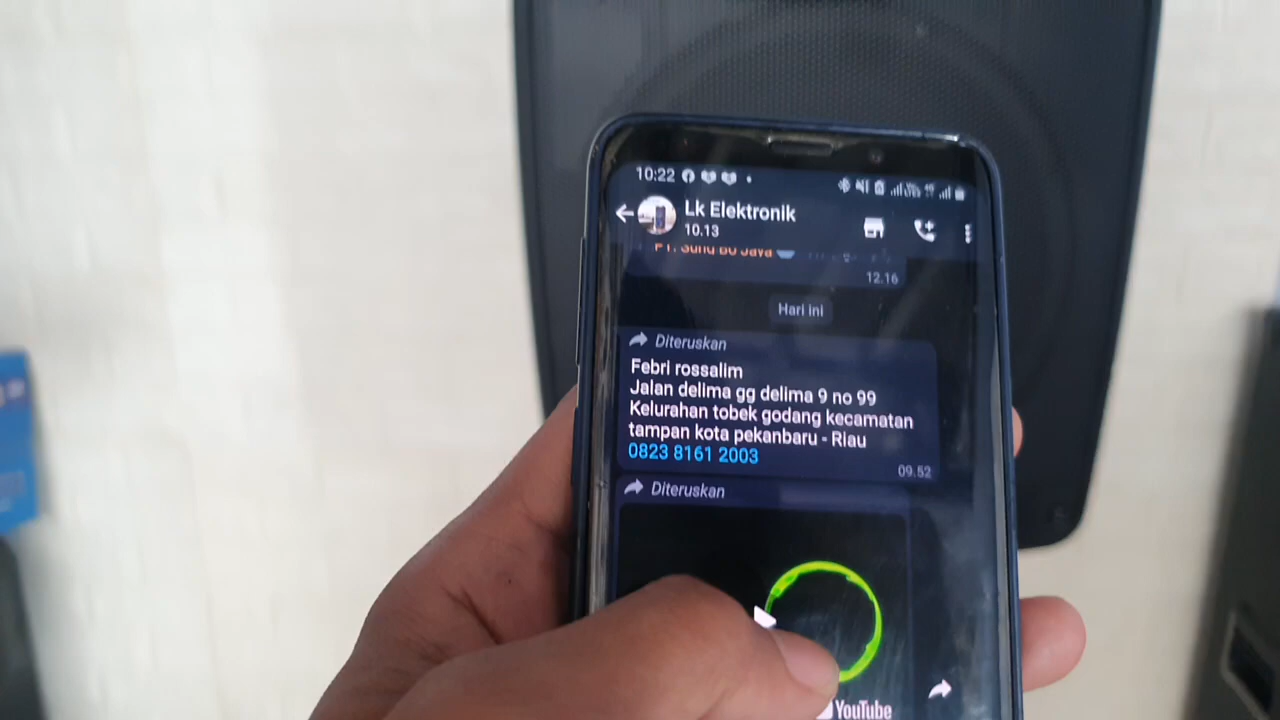 10:22
Lk Elektronik
10.13
12.16
Hari ini
Diteruskan
Febri rossalim
Jalan delima gg delima 9 no 99
Kelurahan tobek godang kecamatan
tampan kota pekanbaru - Riau
0823 8161 2003
09.52
Diteruskan
YouTube